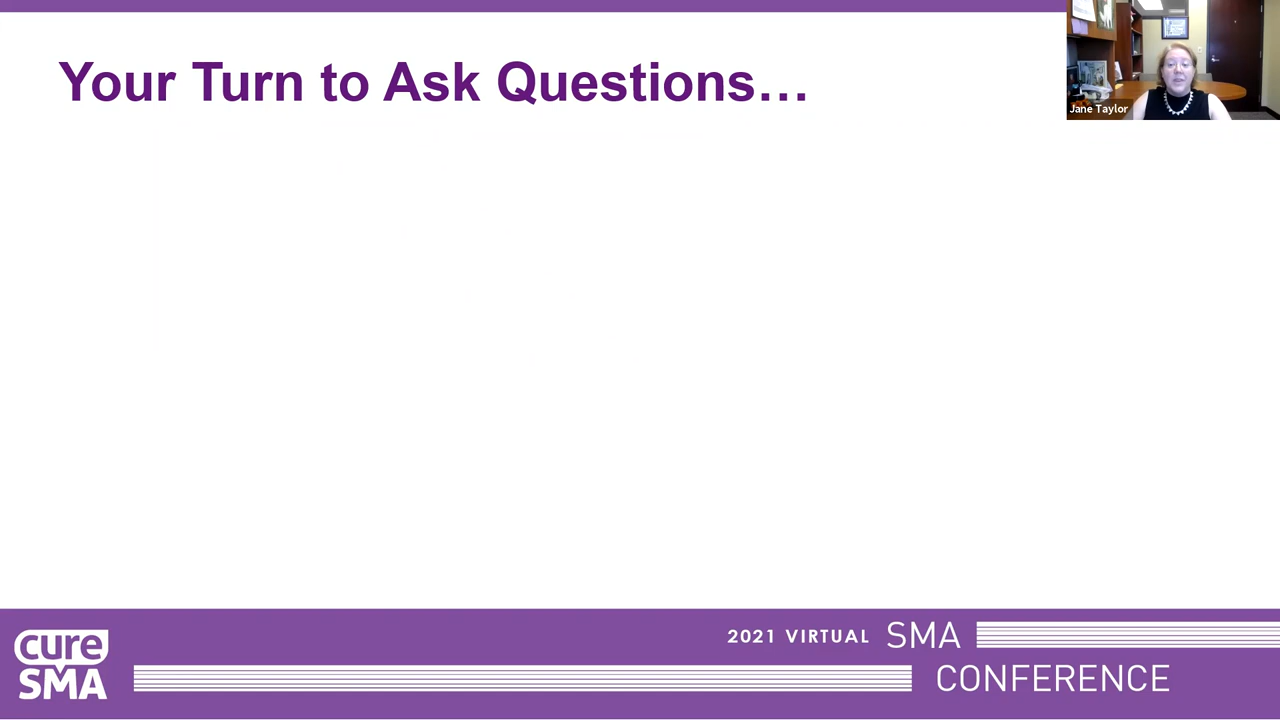 Your Turn to Ask Questions…
Jane Taylor
2021 VIRTUAL SMA
CONFERENCE
cure
SMA